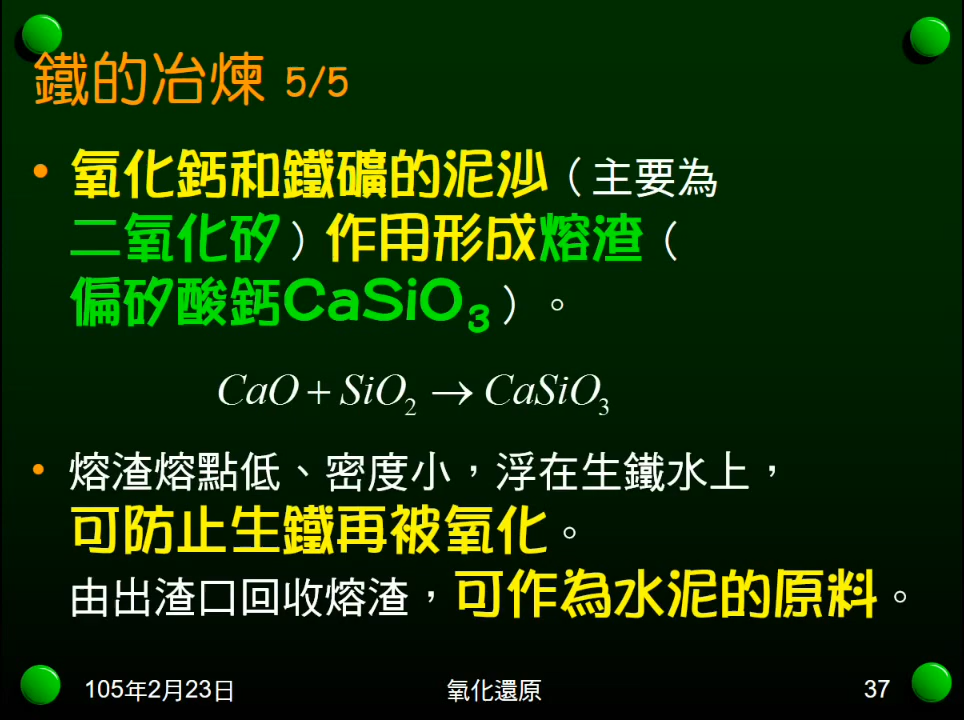 鐵的冶煉 5/5
• 氧化鈣和鐵礦的泥沙（主要為
二氧化矽）作用形成熔渣（
偏矽酸鈣CaSiO₃）。
CaO + SiO₂ → CaSiO₃
• 熔渣熔點低、密度小，浮在生鐵水上，
可防止生鐵再被氧化。
由出渣口回收熔渣，可作為水泥的原料。
105年2月23日 氧化還原 37